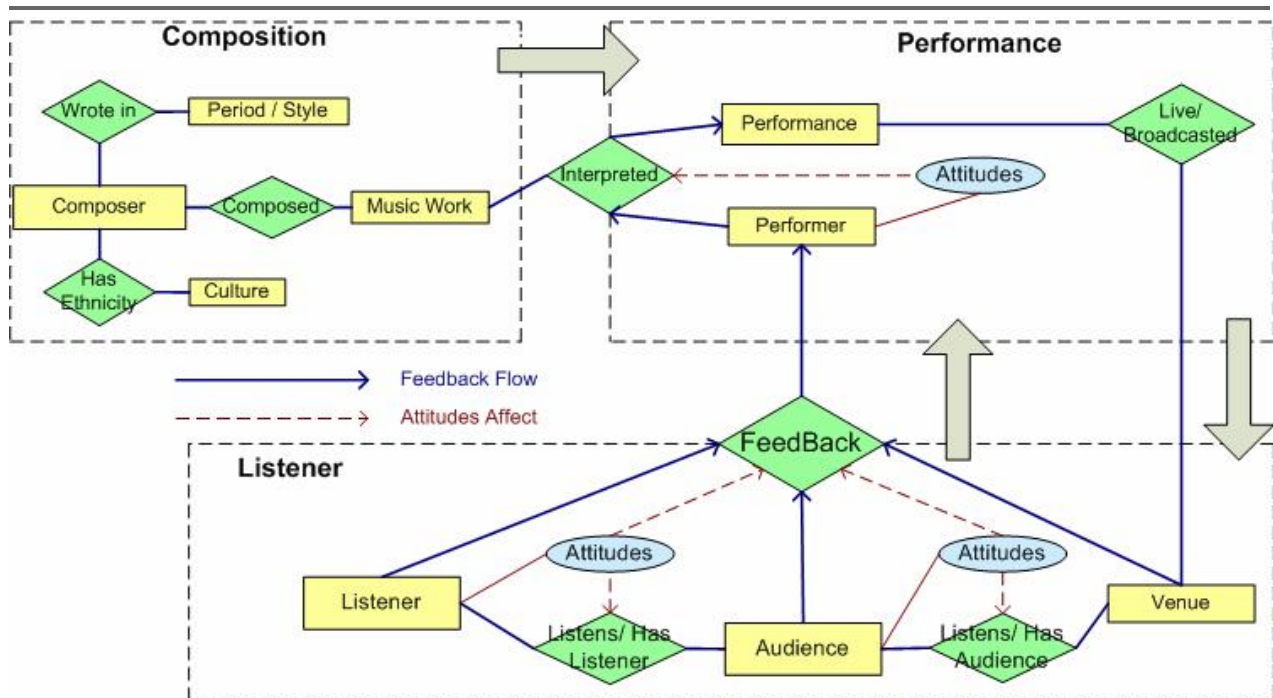 Composition
Performance
Wrote in
Period / Style
Composer
Composed
Music Work
Has
Ethnicity
Culture
Interpreted
Performance
Live/
Broadcasted
Attitudes
Performer
Feedback Flow
Attitudes Affect
Listener
FeedBack
Attitudes
Attitudes
Listener
Listens/ Has
Listener
Audience
Listens/ Has
Audience
Venue